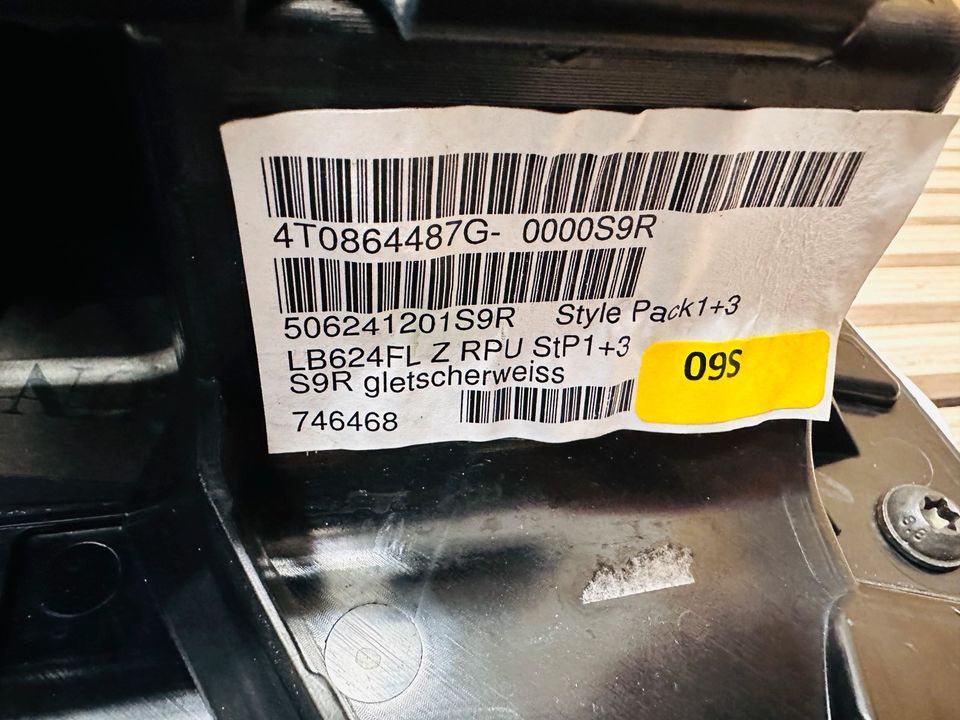 4T0864487G- 0000S9R
506241201S9R Style Pack1+3
LB624FL Z RPU StP1+3
S9R gletscherweiss
746468
09S